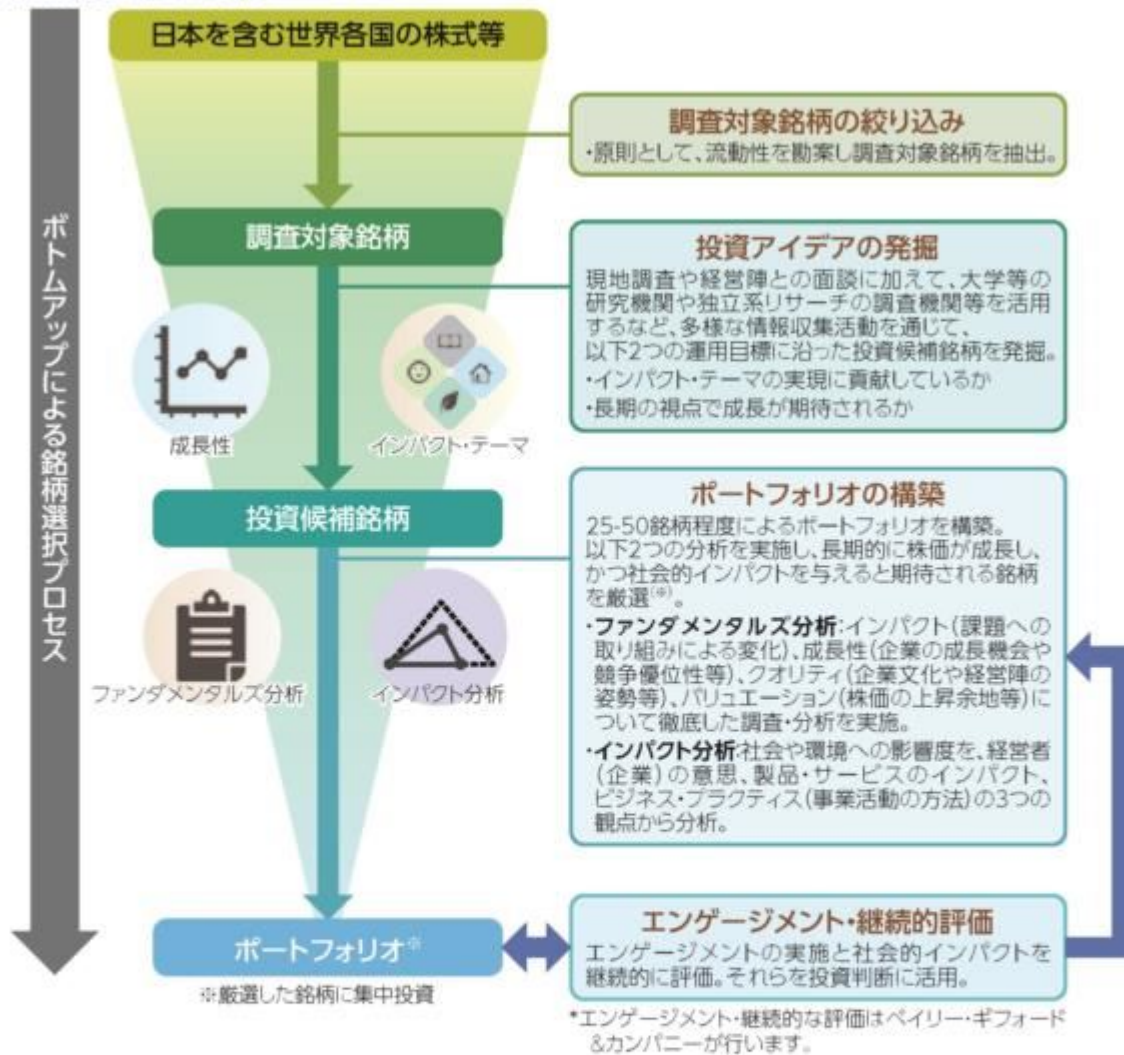 日本を含む世界各国の株式等
調査対象銘柄の絞り込み
・原則として、流動性を勘案し調査対象銘柄を抽出。
ボトムアップによる銘柄選択プロセス
調査対象銘柄
投資アイデアの発掘
現地調査や経営陣との面談に加えて、大学等の
研究機関や独立系リサーチの調査機関等を活用
するなど、多様な情報収集活動を通じて、
以下2つの運用目標に沿った投資候補銘柄を発掘。
・インパクト・テーマの実現に貢献しているか
・長期の視点で成長が期待されるか
成長性
インパクト・テーマ
投資候補銘柄
ポートフォリオの構築
25-50銘柄程度によるポートフォリオを構築。
以下2つの分析を実施し、長期的に株価が成長し、
かつ社会的インパクトを与えると期待される銘柄
を厳選(※)。
・ファンダメンタルズ分析:インパクト(課題への
取り組みによる変化)、成長性(企業の成長機会や
競争優位性等)、クオリティ(企業文化や経営陣の
姿勢等)、バリュエーション(株価の上昇余地等)に
ついて徹底した調査・分析を実施。
・インパクト分析:社会や環境への影響度を、経営者
(企業)の意思、製品・サービスのインパクト、
ビジネス・プラクティス(事業活動の方法)の3つの
観点から分析。
ファンダメンタルズ分析
インパクト分析
ポートフォリオ※
※厳選した銘柄に集中投資
エンゲージメント・継続的評価
エンゲージメントの実施と社会的インパクトを
継続的に評価。それらを投資判断に活用。
*エンゲージメント・継続的な評価はベイリー・ギフォード
&カンパニーが行います。